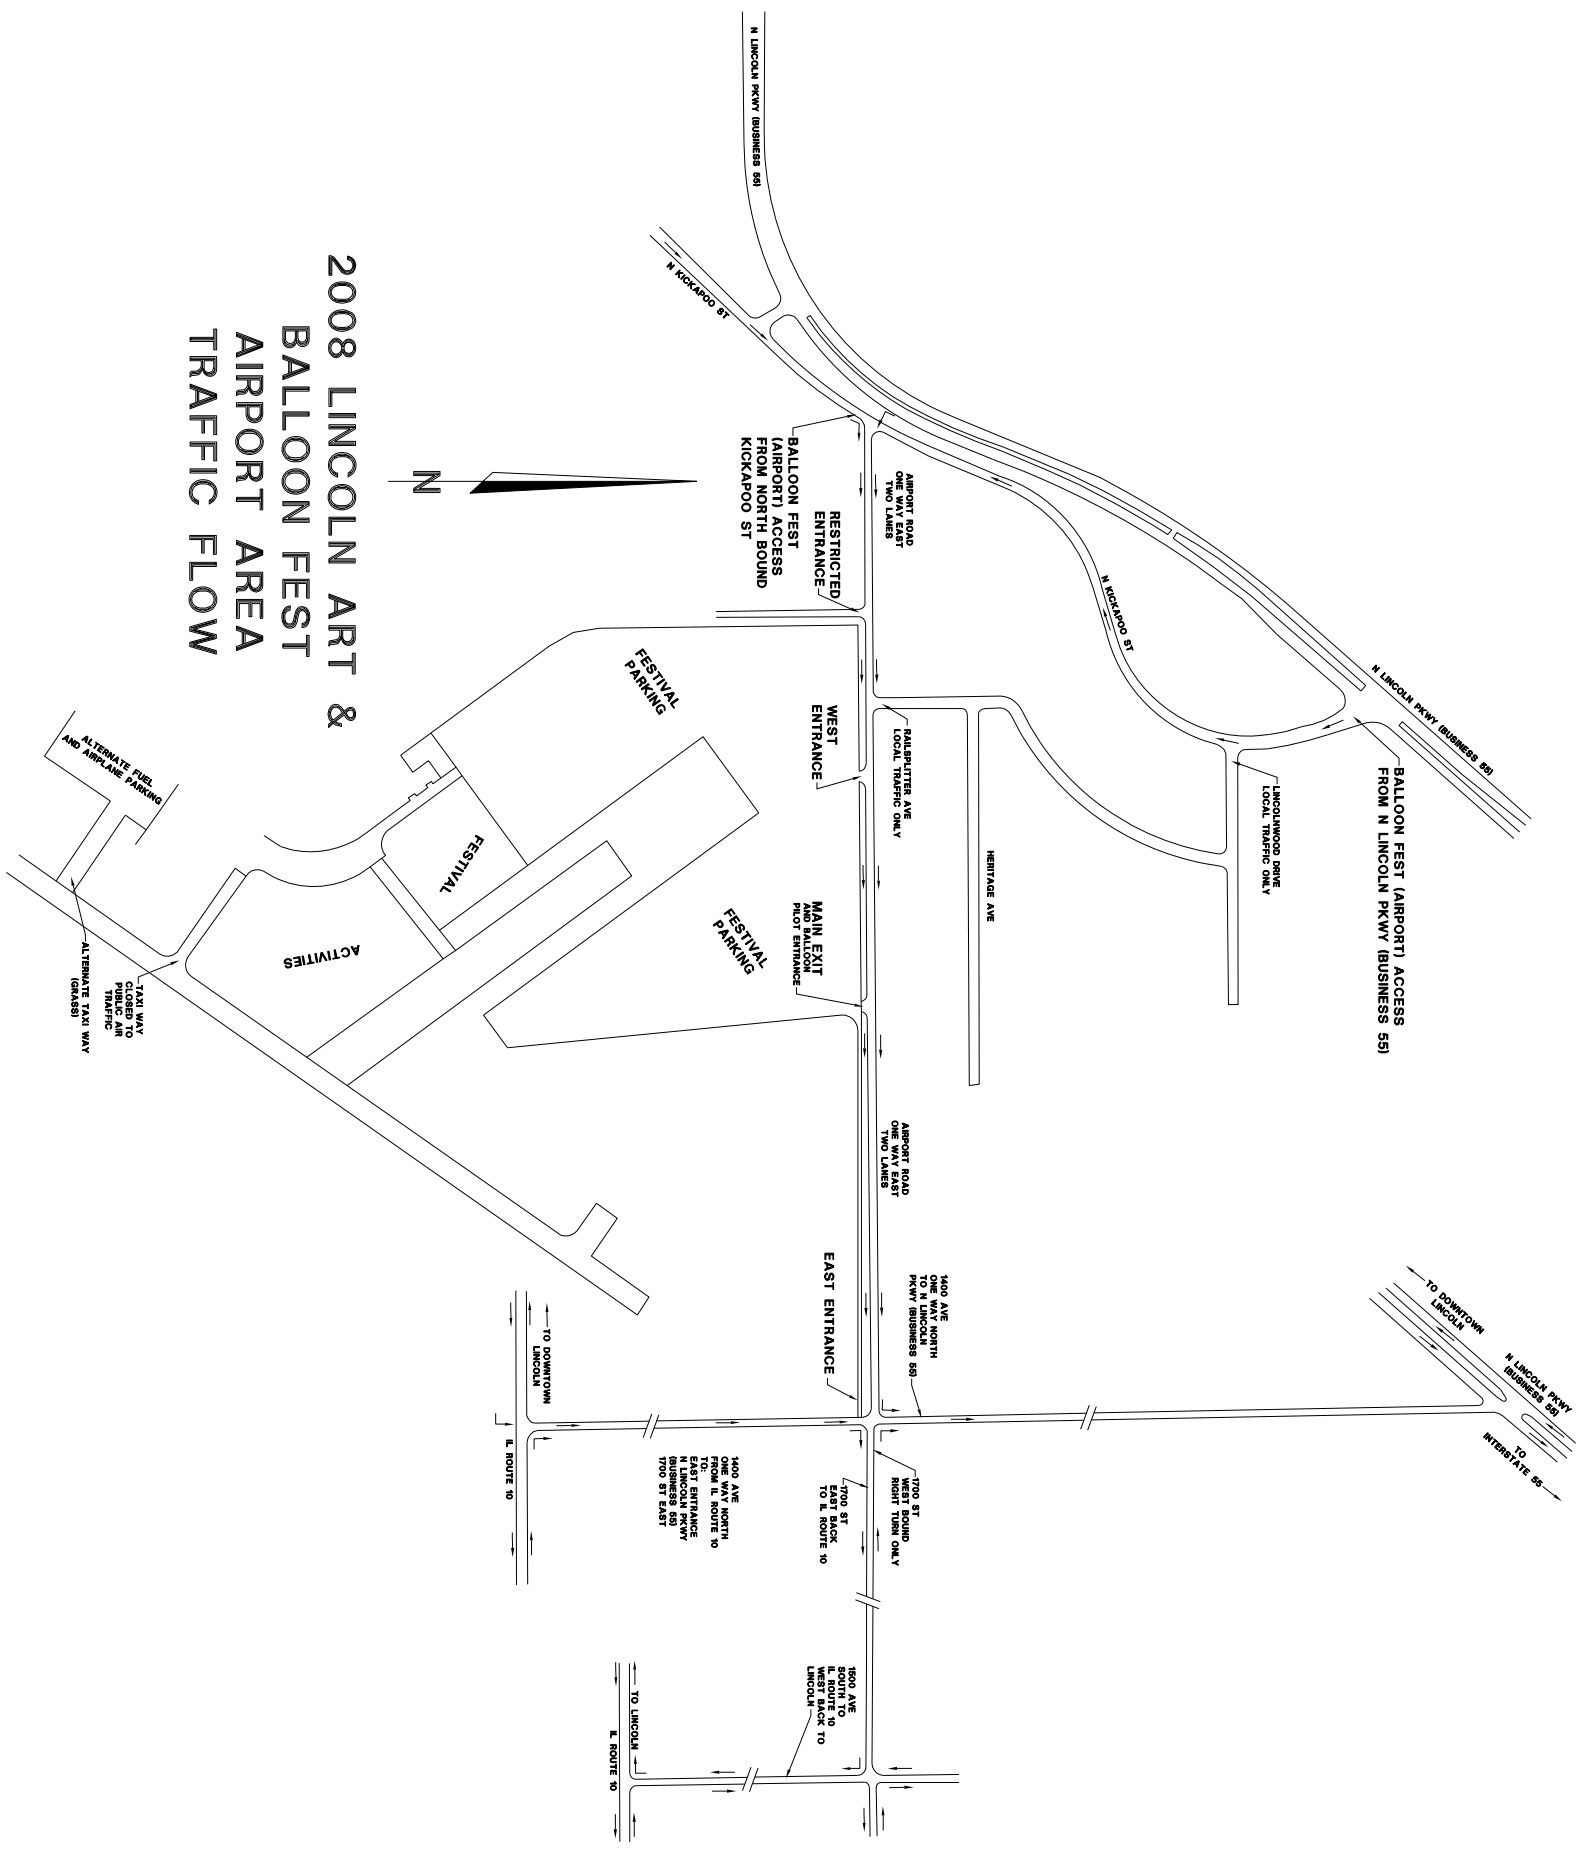 2008 LINCOLN ART &
BALLOON FEST
AIRPORT AREA
TRAFFIC FLOW
N
N LINCOLN PKWY (BUSINESS 55)
N KICKAPOO ST
BALLOON FEST
(AIRPORT) ACCESS
FROM NORTH BOUND
KICKAPOO ST
AIRPORT ROAD
ONE WAY EAST
TWO LANES
RESTRICTED
ENTRANCE
N KICKAPOO ST
N LINCOLN PKWY (BUSINESS 55)
BALLOON FEST (AIRPORT) ACCESS
FROM N LINCOLN PKWY (BUSINESS 55)
LINCOLNWOOD DRIVE
LOCAL TRAFFIC ONLY
RAILSPLITTER AVE
LOCAL TRAFFIC ONLY
HERITAGE AVE
WEST
ENTRANCE
FESTIVAL
PARKING
FESTIVAL
PARKING
FESTIVAL
ACTIVITIES
MAIN EXIT
AND BALLOON
PILOT ENTRANCE
ALTERNATE FUEL
AND AIRPLANE PARKING
TAXI WAY
CLOSED TO
PUBLIC AIR
TRAFFIC
ALTERNATE TAXI WAY
(GRASS)
AIRPORT ROAD
ONE WAY EAST
TWO LANES
EAST ENTRANCE
1400 AVE
ONE WAY NORTH
TO N LINCOLN
PKWY (BUSINESS 55)
TO DOWNTOWN
LINCOLN
N LINCOLN PKWY
(BUSINESS 55)
TO
INTERSTATE 55
TO DOWNTOWN
LINCOLN
IL ROUTE 10
1400 AVE
ONE WAY NORTH
FROM IL ROUTE 10
TO:
EAST ENTRANCE
N LINCOLN PKWY
(BUSINESS 55)
1700 ST EAST
1700 ST
EAST BACK
TO IL ROUTE 10
1700 ST
WEST BOUND
RIGHT TURN ONLY
1500 AVE
SOUTH TO
IL ROUTE 10
WEST BACK TO
LINCOLN
TO LINCOLN
IL ROUTE 10